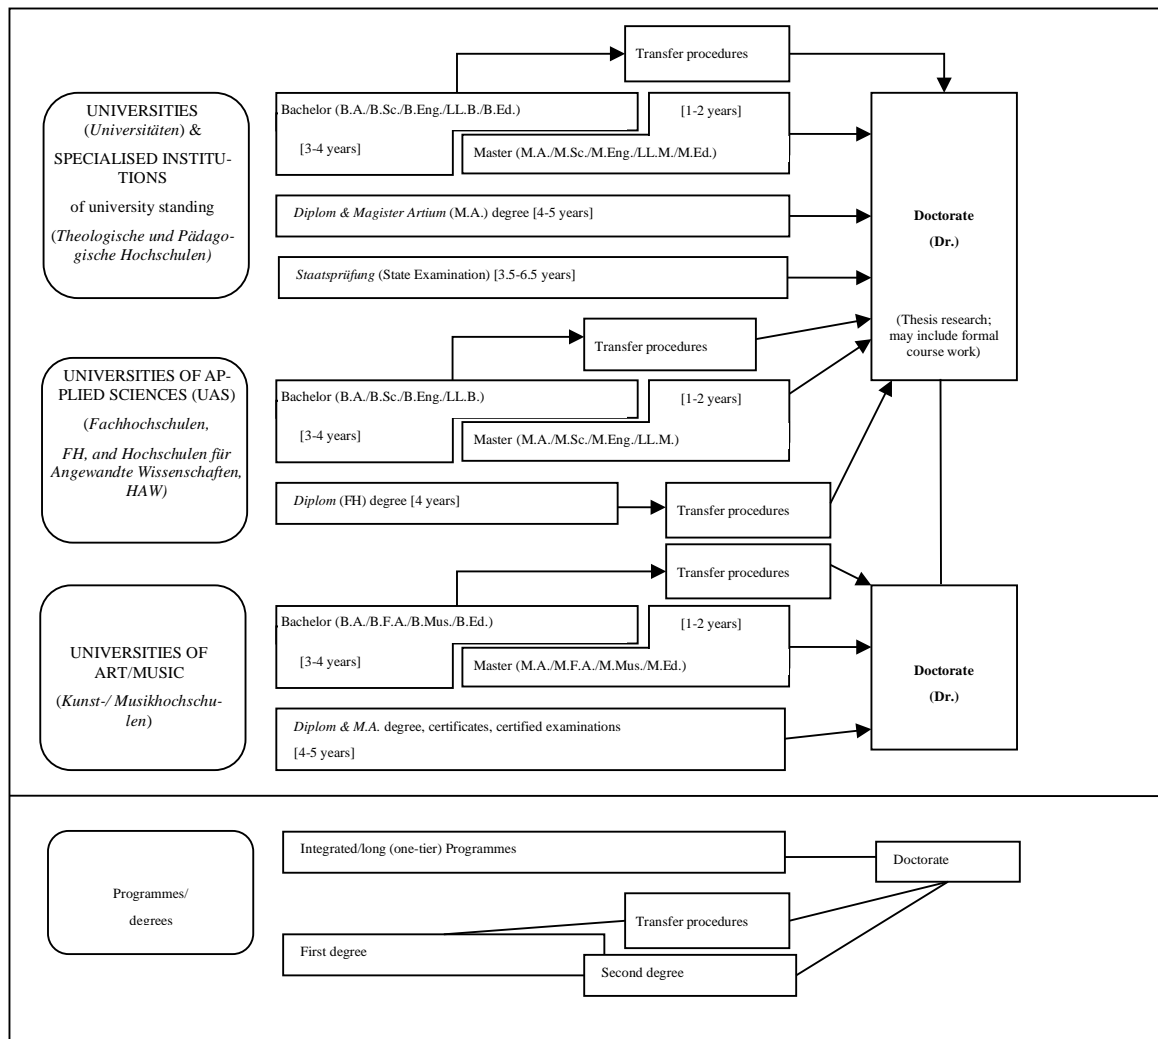 Transfer procedures
UNIVERSITIES
(Universitäten) &
SPECIALISED INSTITU-
TIONS
of university standing
(Theologische und Pädago-
gische Hochschulen)
Bachelor (B.A./B.Sc./B.Eng./LL.B./B.Ed.)
[1-2 years]
[3-4 years]
Master (M.A./M.Sc./M.Eng./LL.M./M.Ed.)
Diplom & Magister Artium (M.A.) degree [4-5 years]
Staatsprüfung (State Examination) [3.5-6.5 years]
Doctorate
(Dr.)
(Thesis research;
may include formal
course work)
UNIVERSITIES OF AP-
PLIED SCIENCES (UAS)
(Fachhochschulen,
FH, and Hochschulen für
Angewandte Wissenschaften,
HAW)
Transfer procedures
Bachelor (B.A./B.Sc./B.Eng./LL.B.)
[1-2 years]
[3-4 years]
Master (M.A./M.Sc./M.Eng./LL.M.)
Diplom (FH) degree [4 years]
Transfer procedures
Transfer procedures
UNIVERSITIES OF
ART/MUSIC
(Kunst-/ Musikhochschu-
len)
Bachelor (B.A./B.F.A./B.Mus./B.Ed.)
[1-2 years]
[3-4 years]
Master (M.A./M.F.A./M.Mus./M.Ed.)
Diplom & M.A. degree, certificates, certified examinations
[4-5 years]
Doctorate
(Dr.)
Programmes/
degrees
Integrated/long (one-tier) Programmes
Doctorate
Transfer procedures
First degree
Second degree